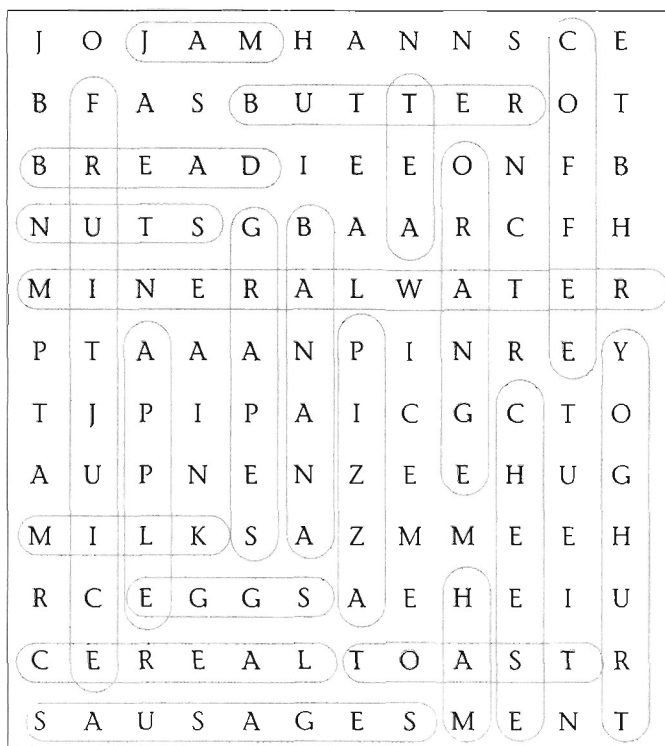 J O J A M H A N N S C E
B F A S B U T T E R O T
B R E A D I E E O N F B
N U T S G B A A R C F H
M I N E R A L W A T E R
P T A A A N P I N R E Y
T J P I P A I C G C T O
A U P N E N Z E E H U G
M I L K S A Z M M E E H
R C E G G S A E H E I U
C E R E A L T O A S T R
S A U S A G E S M E N T